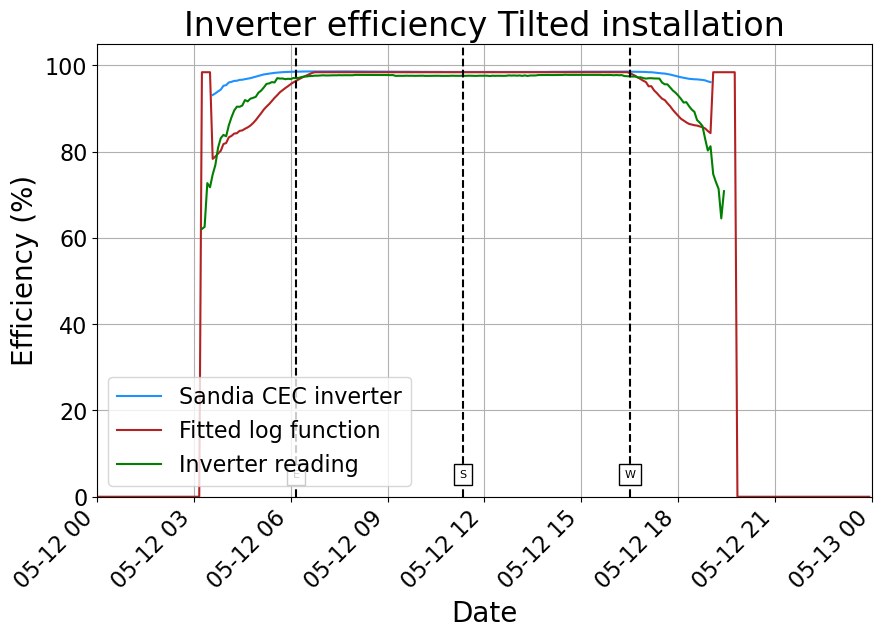 Inverter efficiency Tilted installation
Efficiency (%)
100
80
60
40
20
0
Sandia CEC inverter
Fitted log function
Inverter reading
E
S
W
05-12 00
05-12 03
05-12 06
05-12 09
05-12 12
05-12 15
05-12 18
05-12 21
05-13 00
Date